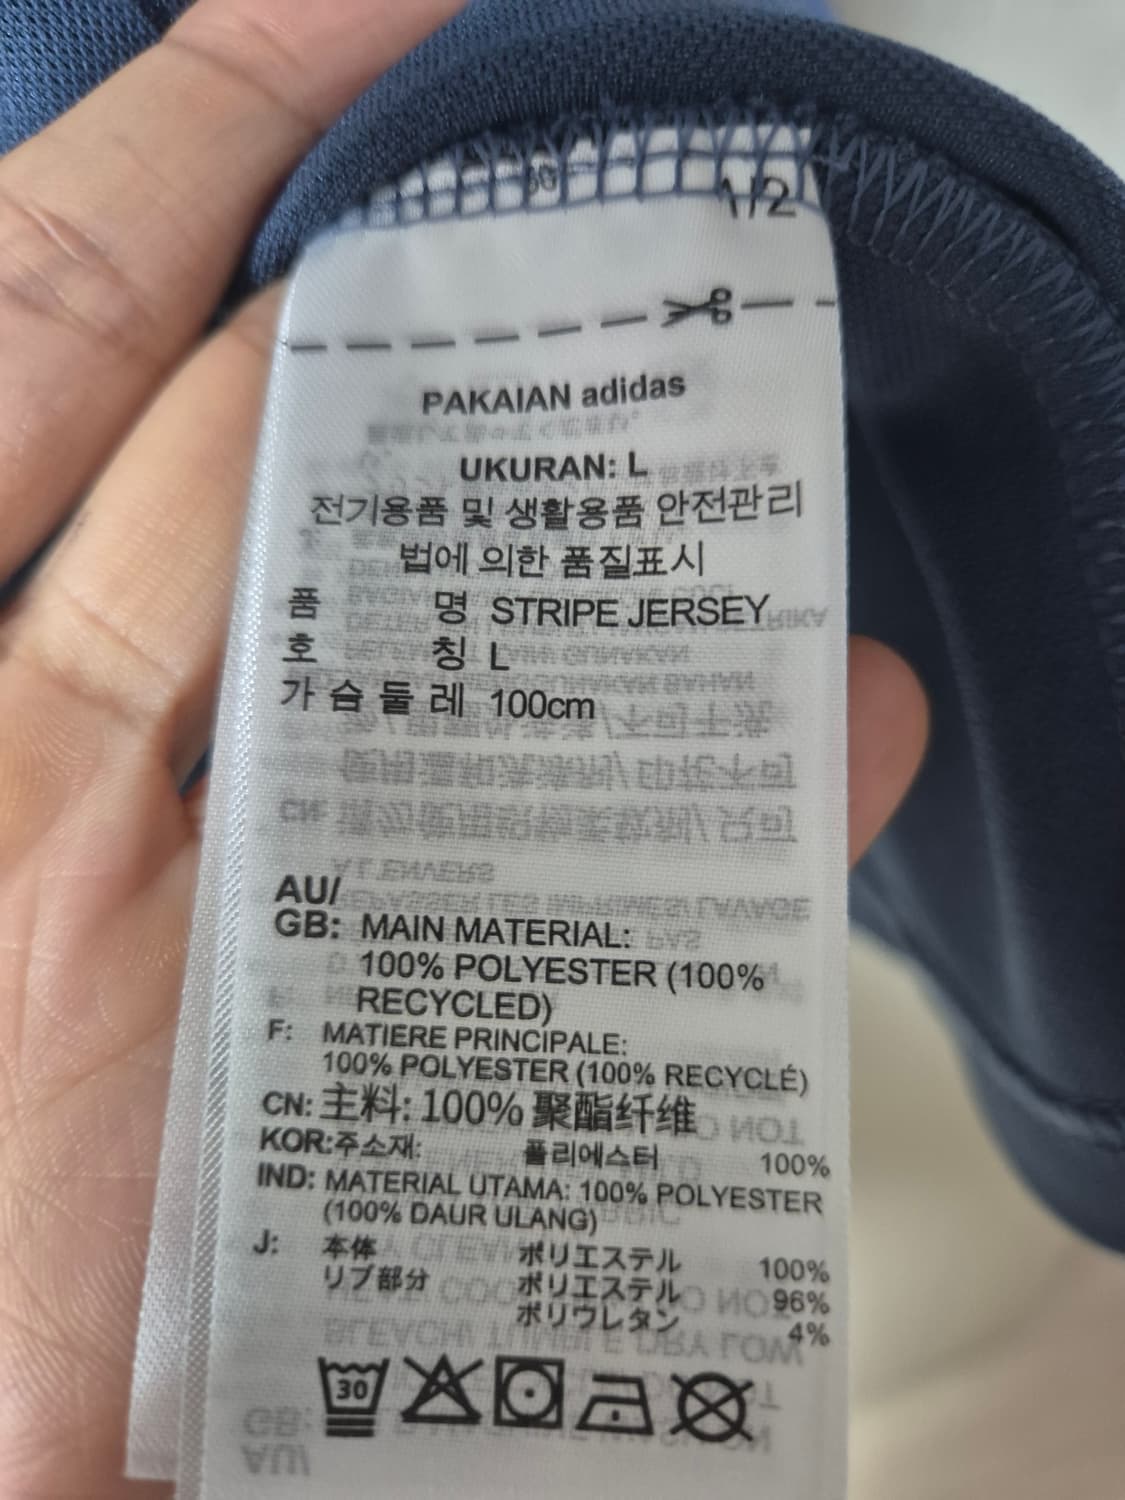 1/2
PAKAIAN adidas
UKURAN: L
전기용품 및 생활용품 안전관리
법에 의한 품질표시
품 명 STRIPE JERSEY
호 칭 L
가 슴 둘 레 100cm
AU/
GB: MAIN MATERIAL:
100% POLYESTER (100%
RECYCLED)
F: MATIERE PRINCIPALE:
100% POLYESTER (100% RECYCLÉ)
CN: 主料: 100% 聚酯纤维
KOR:주소재: 폴리에스터 100%
IND: MATERIAL UTAMA: 100% POLYESTER
(100% DAUR ULANG)
J: 本体 ポリエステル 100%
リブ部分 ポリエステル 96%
ポリウレタン 4%
30